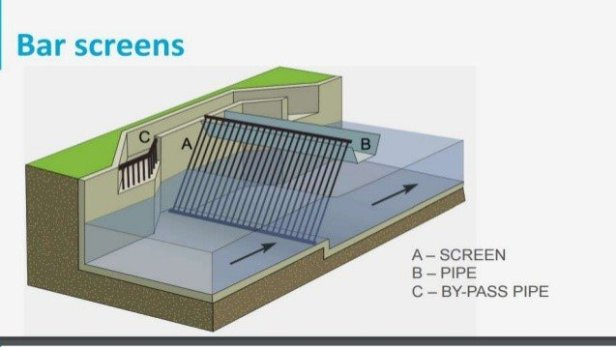 Bar screens
C
A
B
A – SCREEN
B – PIPE
C – BY-PASS PIPE